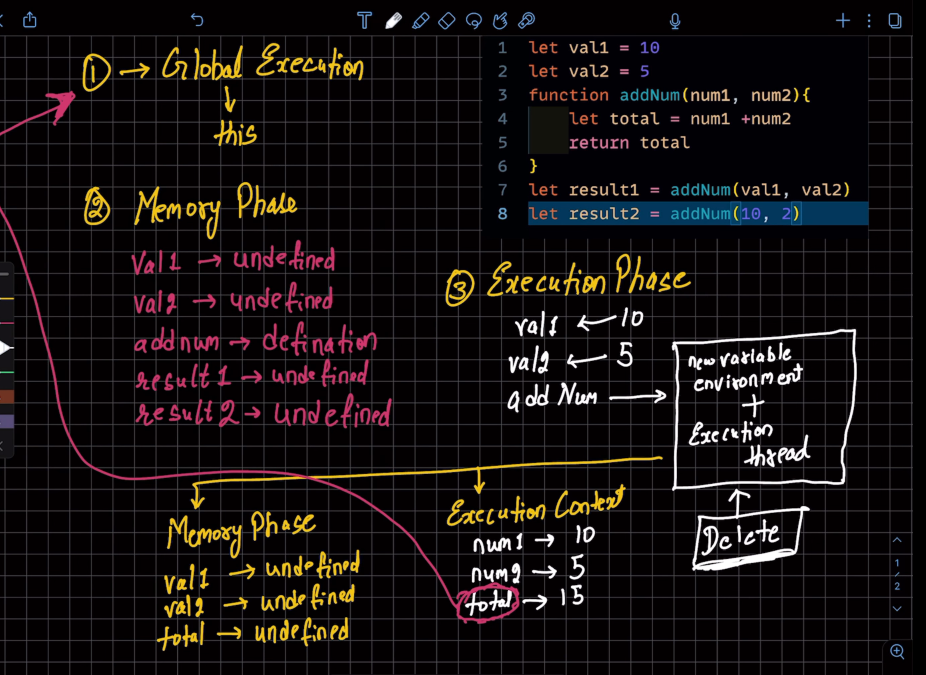 ① → Global Execution
↓
this
② Memory Phase
val1 → undefined
val2 → undefined
addnum → defination
result1 → undefined
result2 → undefined
1 let val1 = 10
2 let val2 = 5
3 function addNum(num1, num2){
4 let total = num1 +num2
5 return total
6 }
7 let result1 = addNum(val1, val2)
8 let result2 = addNum(10, 2)
③ Execution Phase
val1 ← 10
val2 ← 5
add Num →
new variable
environment
+
Execution
thread
Delete
Memory Phase
val1 → undefined
val2 → undefined
total → undefined
Execution Context
num1 → 10
num2 → 5
total → 15
1
2